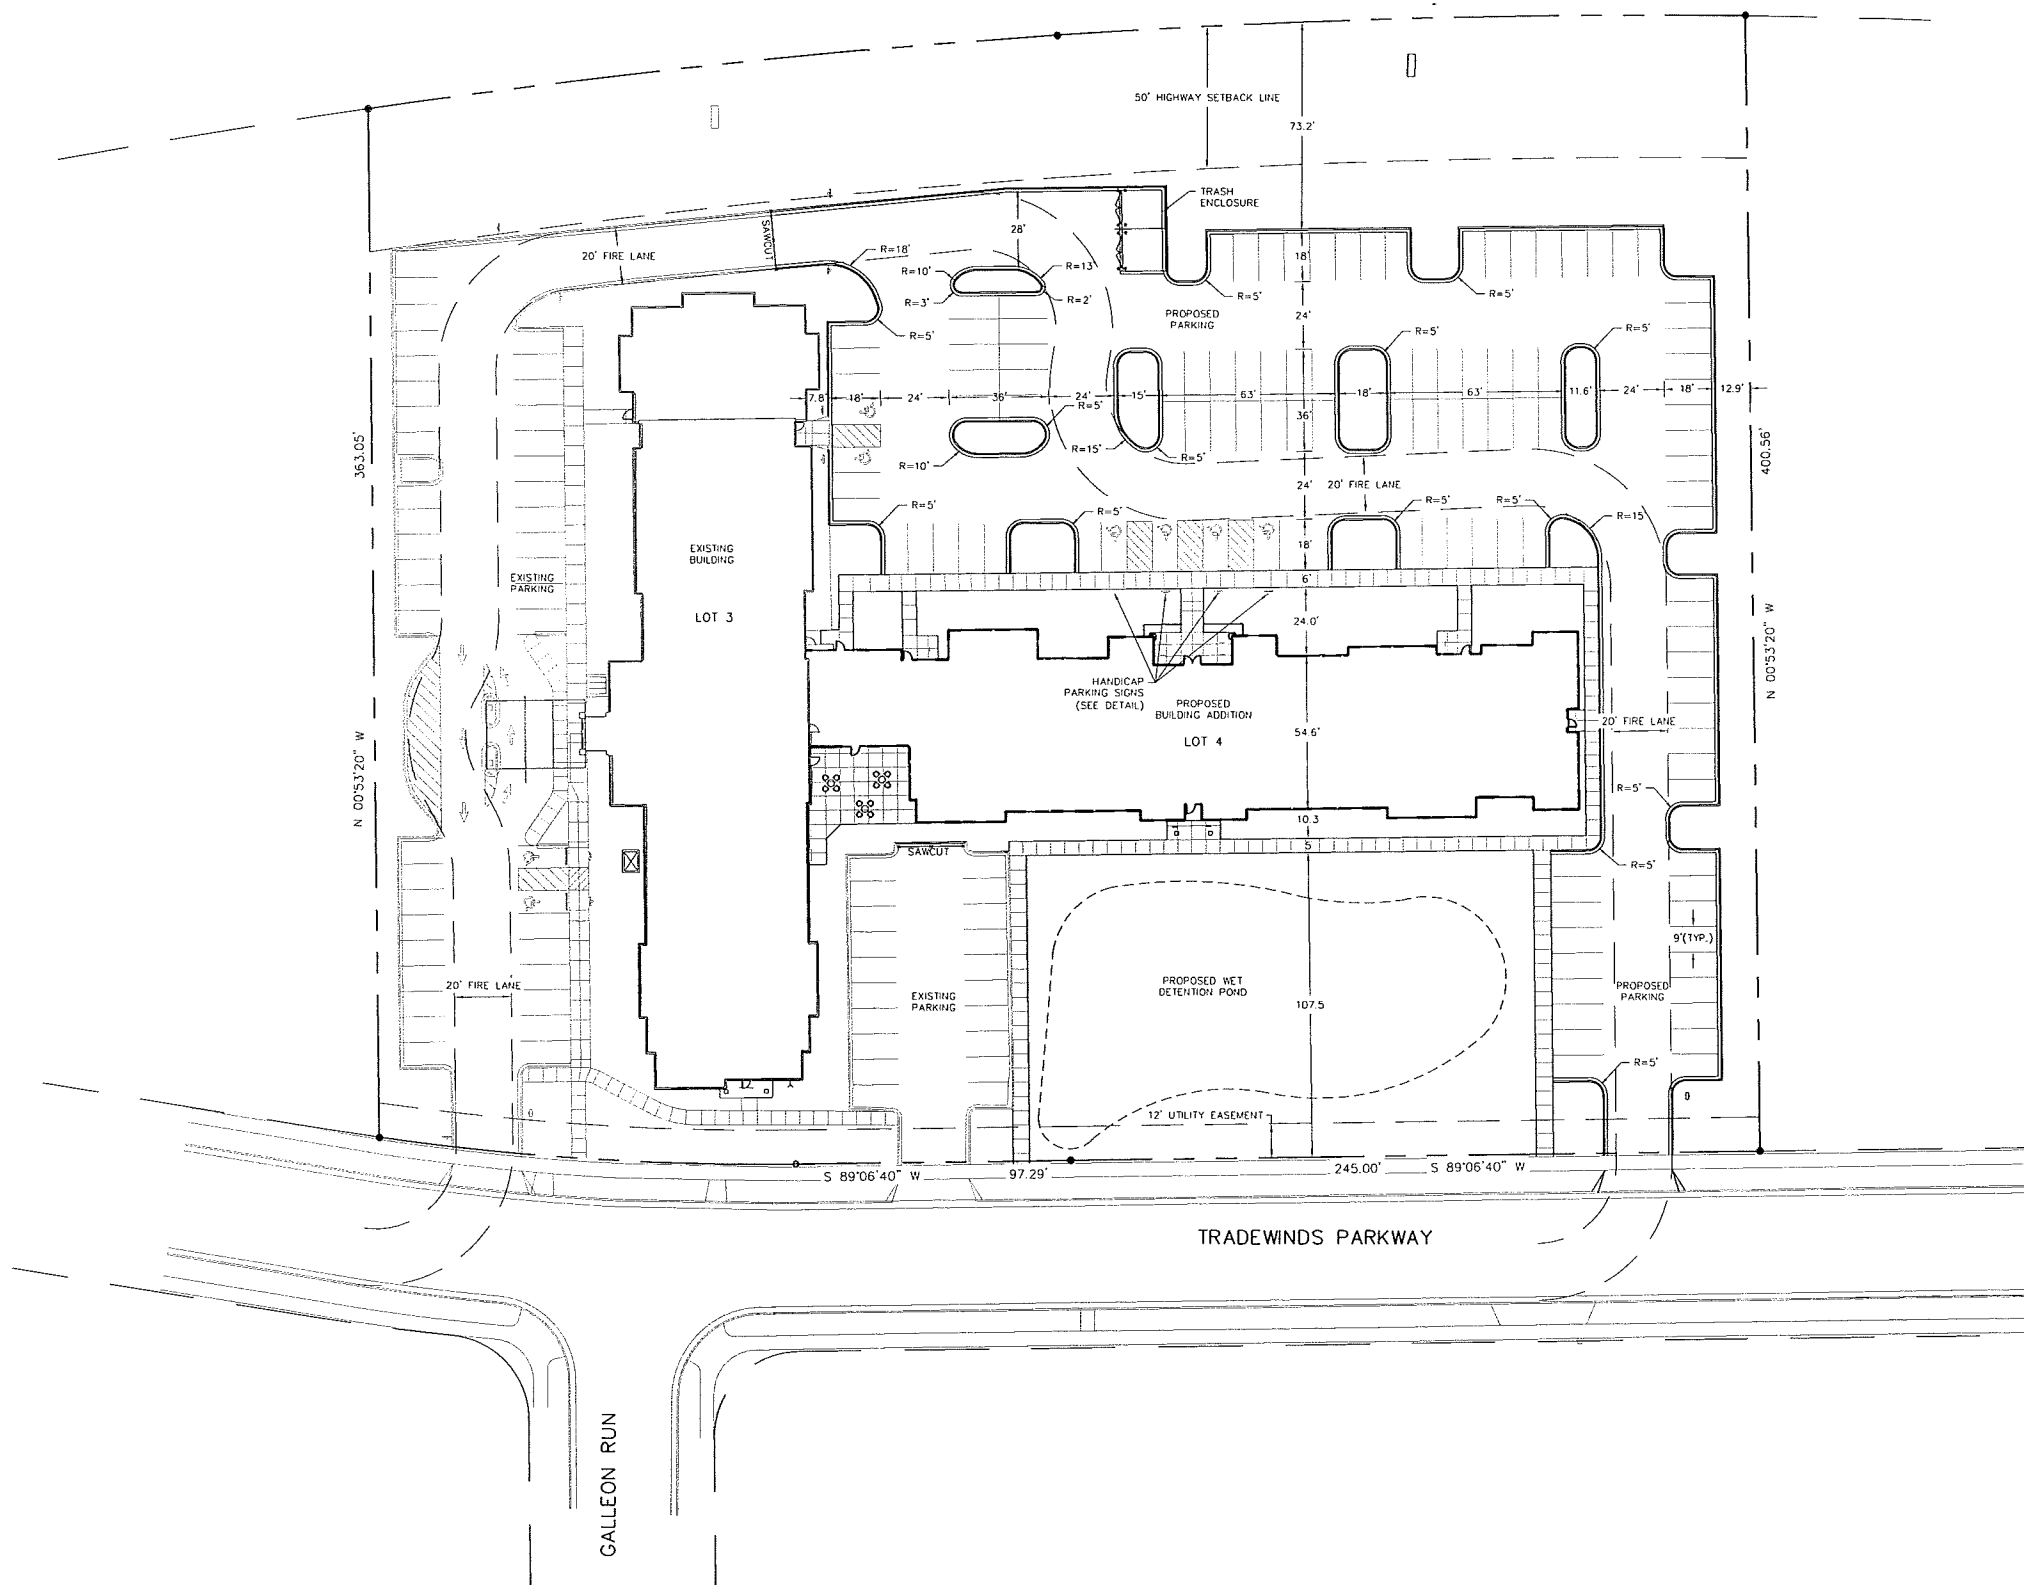 50' HIGHWAY SETBACK LINE
73.2'
TRASH
ENCLOSURE
SAWCUT
28'
R=18'
20' FIRE LANE
R=10'
R=13'
18'
R=3'
R=2'
R=5'
R=5'
PROPOSED
PARKING
24'
R=5'
R=5'
R=5'
7.8'
18'
24'
36'
24'
15'
63'
18'
63'
11.6'
24'
18'
12.9'
R=5'
36'
363.05'
R=15'
R=5'
R=10'
400.56'
24'
20' FIRE LANE
R=5'
R=5'
R=5'
R=5'
R=15'
18'
EXISTING
BUILDING
EXISTING
PARKING
6'
LOT 3
24.0'
N 00°53'20" W
HANDICAP
PARKING SIGNS
(SEE DETAIL)
PROPOSED
BUILDING ADDITION
20' FIRE LANE
54.6'
LOT 4
N 00°53'20" W
R=5'
10.3
5
SAWCUT
R=5'
9'(TYP.)
20' FIRE LANE
EXISTING
PARKING
PROPOSED WET
DETENTION POND
107.5
PROPOSED
PARKING
R=5'
12' UTILITY EASEMENT
S 89°06'40" W
97.29'
245.00'
S 89°06'40" W
TRADEWINDS PARKWAY
GALLEON RUN